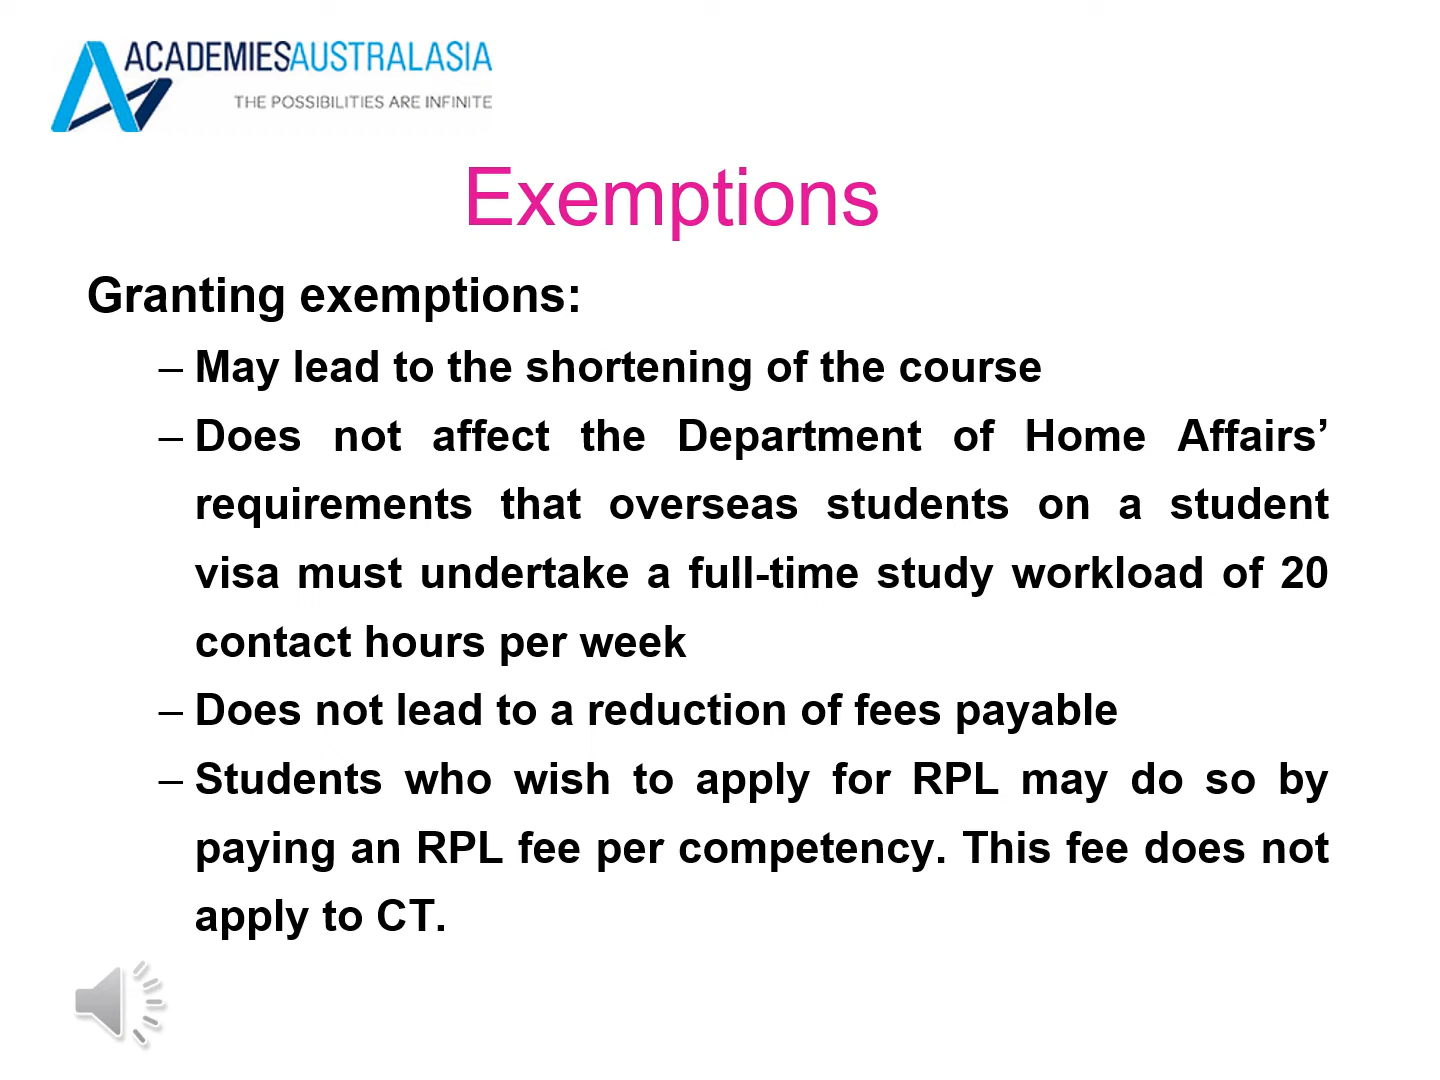 ACADEMIESAUSTRALASIA
THE POSSIBILITIES ARE INFINITE
Exemptions
Granting exemptions:
– May lead to the shortening of the course
– Does not affect the Department of Home Affairs’
requirements that overseas students on a student
visa must undertake a full-time study workload of 20
contact hours per week
– Does not lead to a reduction of fees payable
– Students who wish to apply for RPL may do so by
paying an RPL fee per competency. This fee does not
apply to CT.